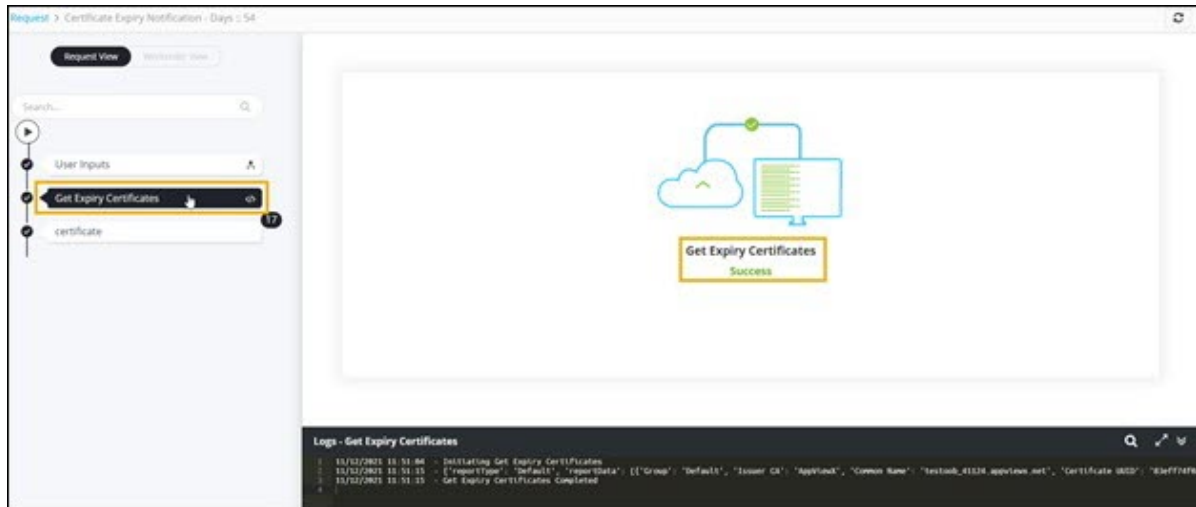 Request > Certificate Expiry Notification - Days :: 54
Request View
Search...
User Inputs
Get Expiry Certificates
17
certificate
Get Expiry Certificates
Success
Logs - Get Expiry Certificates
1 11/12/2021 11:51:04 - Initiating Get Expiry Certificates
2 11/12/2021 11:51:15 - {'reportType': 'Default', 'reportData': [{'Group': 'Default', 'Issuer CA': 'AppViewX', 'Common Name': 'testoob_41124.appviewx.net', 'Certificate UUID':
3 11/12/2021 11:51:15 - Get Expiry Certificates Completed
4